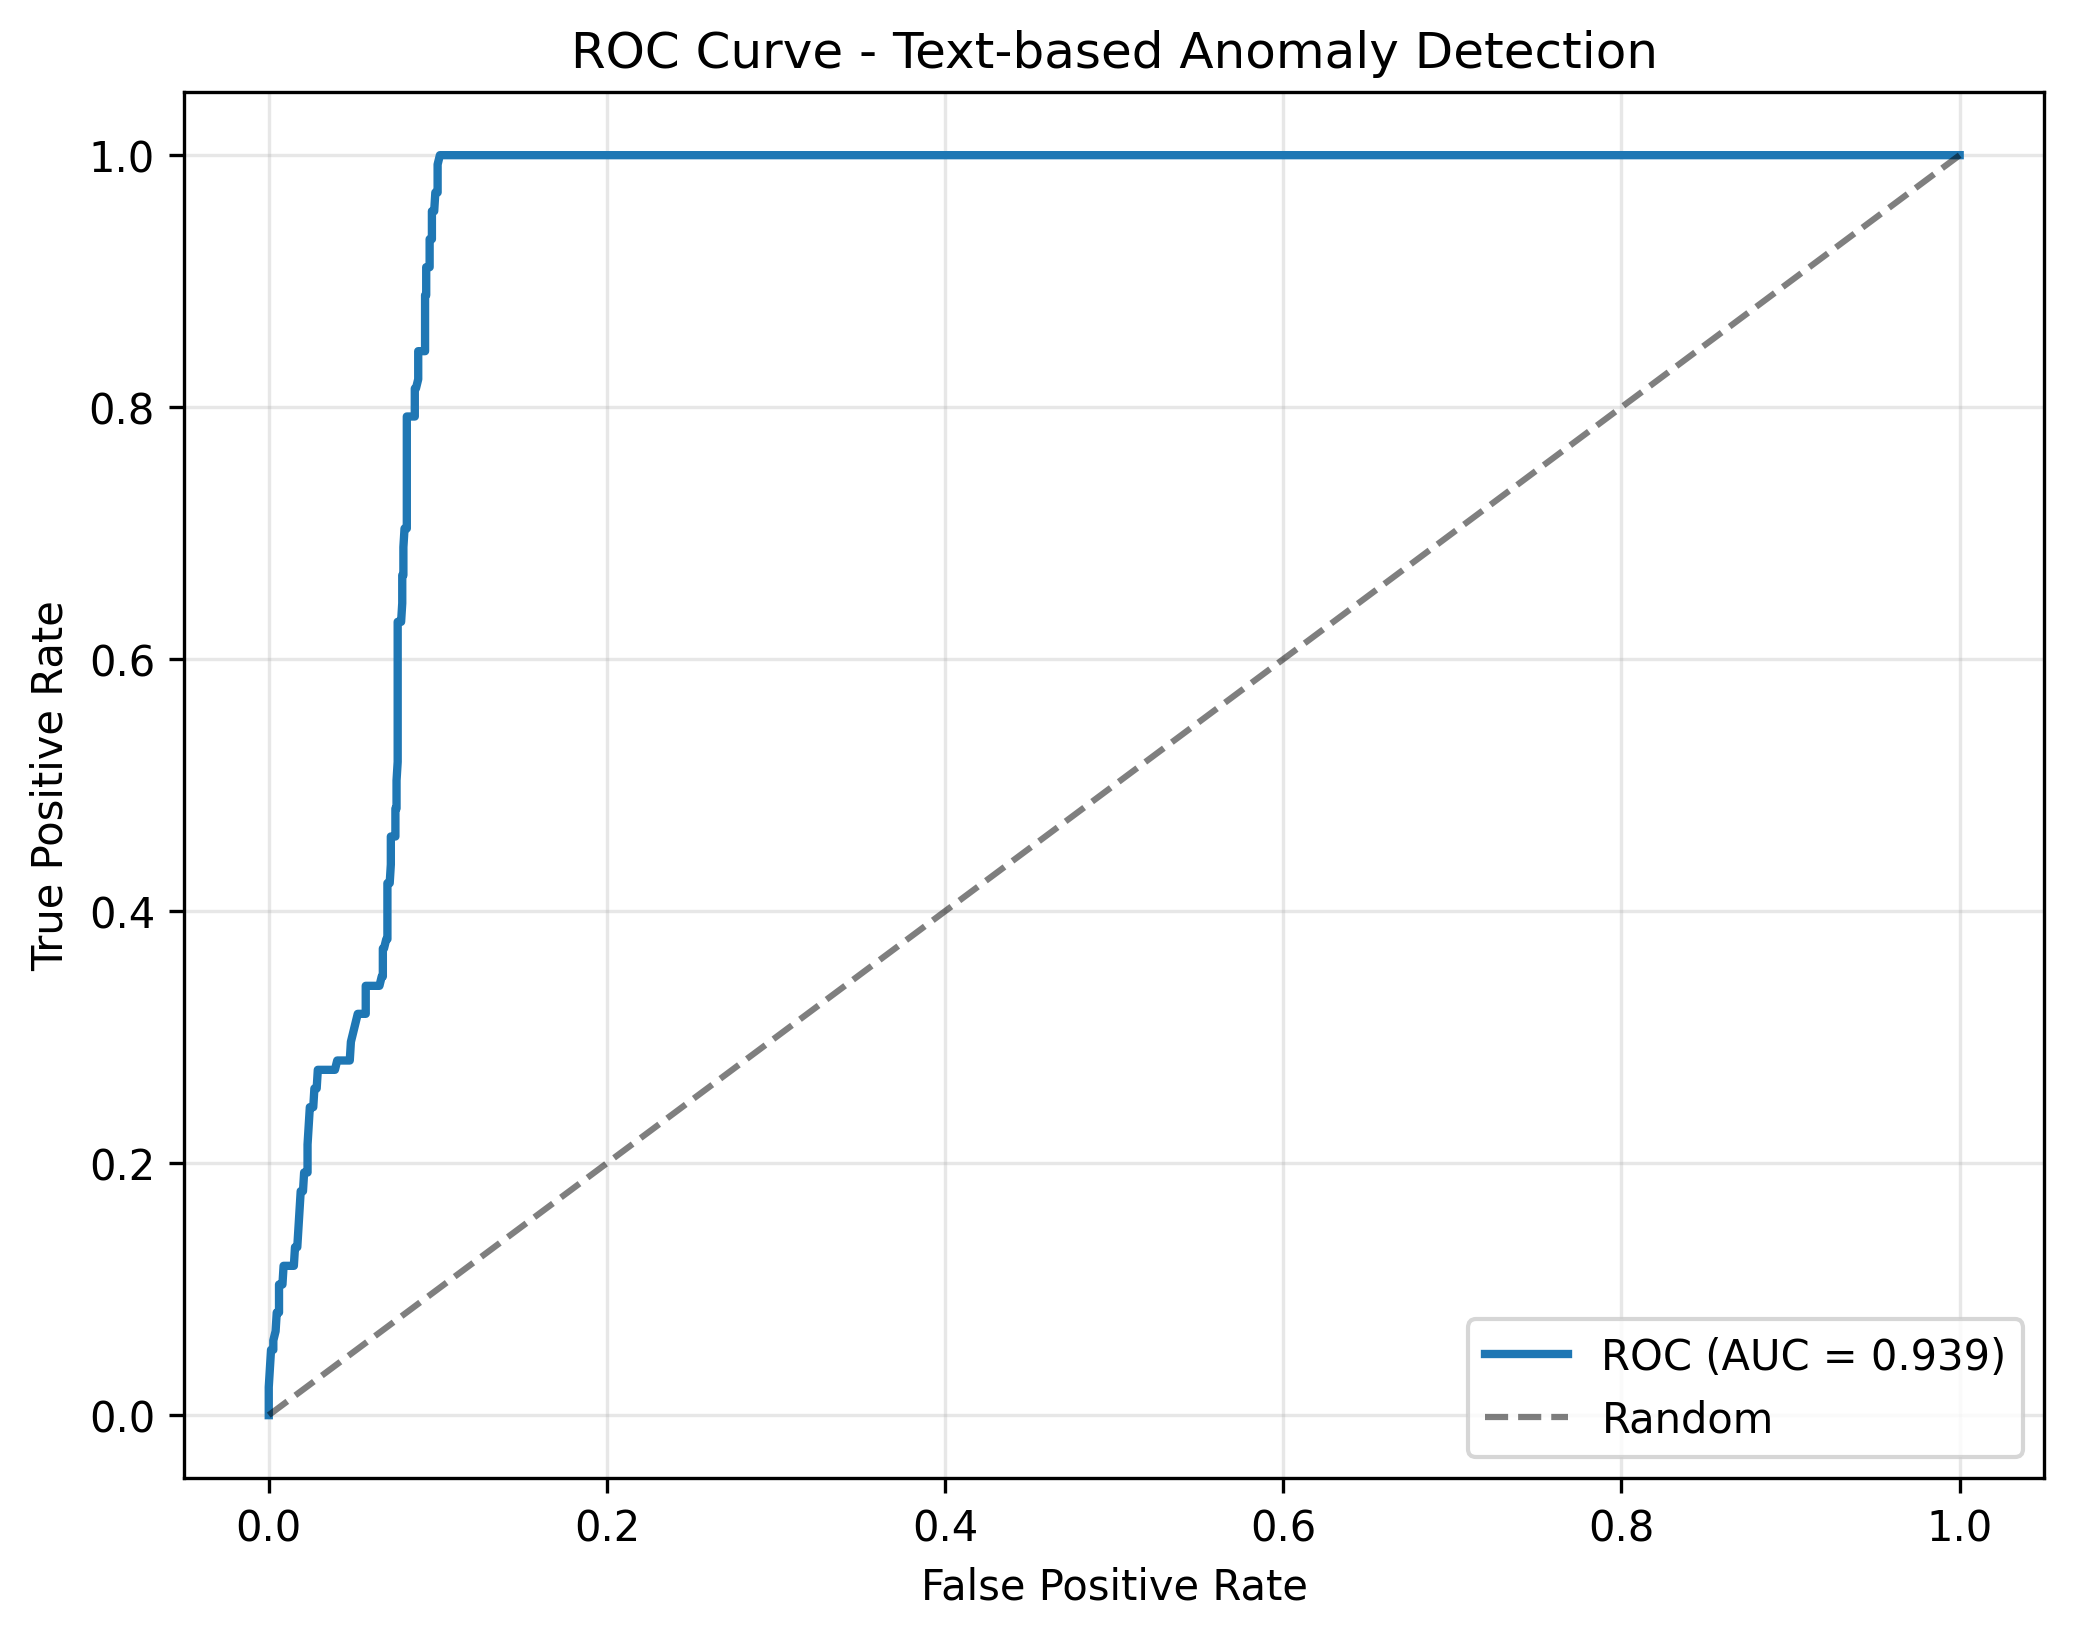 ROC Curve - Text-based Anomaly Detection
True Positive Rate
1.0
0.8
0.6
0.4
0.2
0.0
ROC (AUC = 0.939)
Random
0.0 0.2 0.4 0.6 0.8 1.0
False Positive Rate